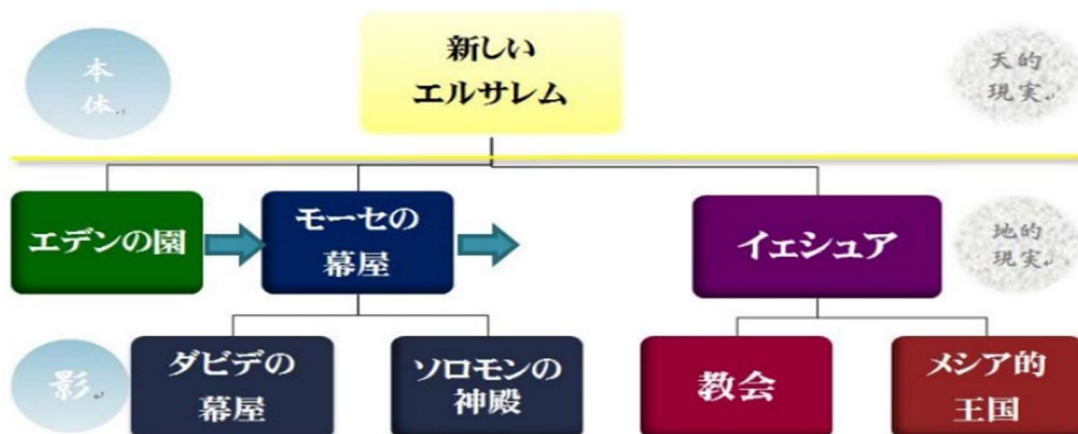 新しい
エルサレム
本
体
天的
現実
エデンの園
モーセの
幕屋
イェシュア
地的
現実
影
ダビデの
幕屋
ソロモンの
神殿
教会
メシア的
王国